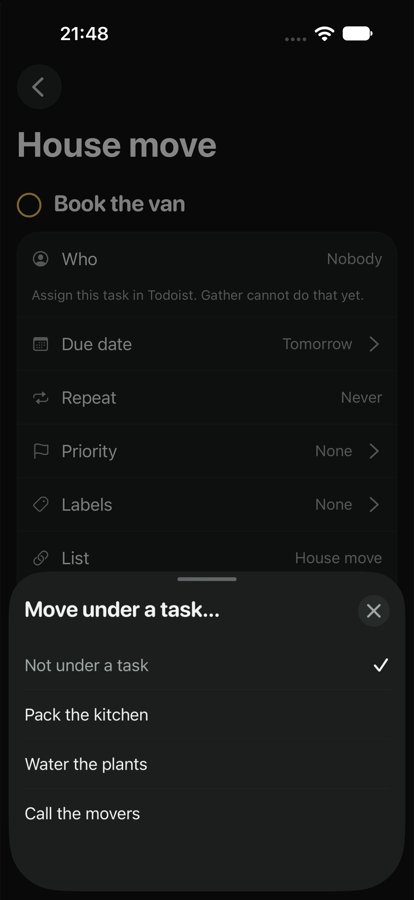 21:48
House move
Book the van
Who Nobody
Assign this task in Todoist. Gather cannot do that yet.
Due date Tomorrow
Repeat Never
Priority None
Labels None
List House move
Move under a task...
Not under a task
Pack the kitchen
Water the plants
Call the movers